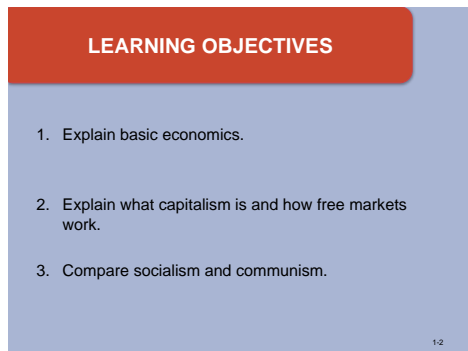 LEARNING OBJECTIVES
1. Explain basic economics.
2. Explain what capitalism is and how free markets
work.
3. Compare socialism and communism.
1-2